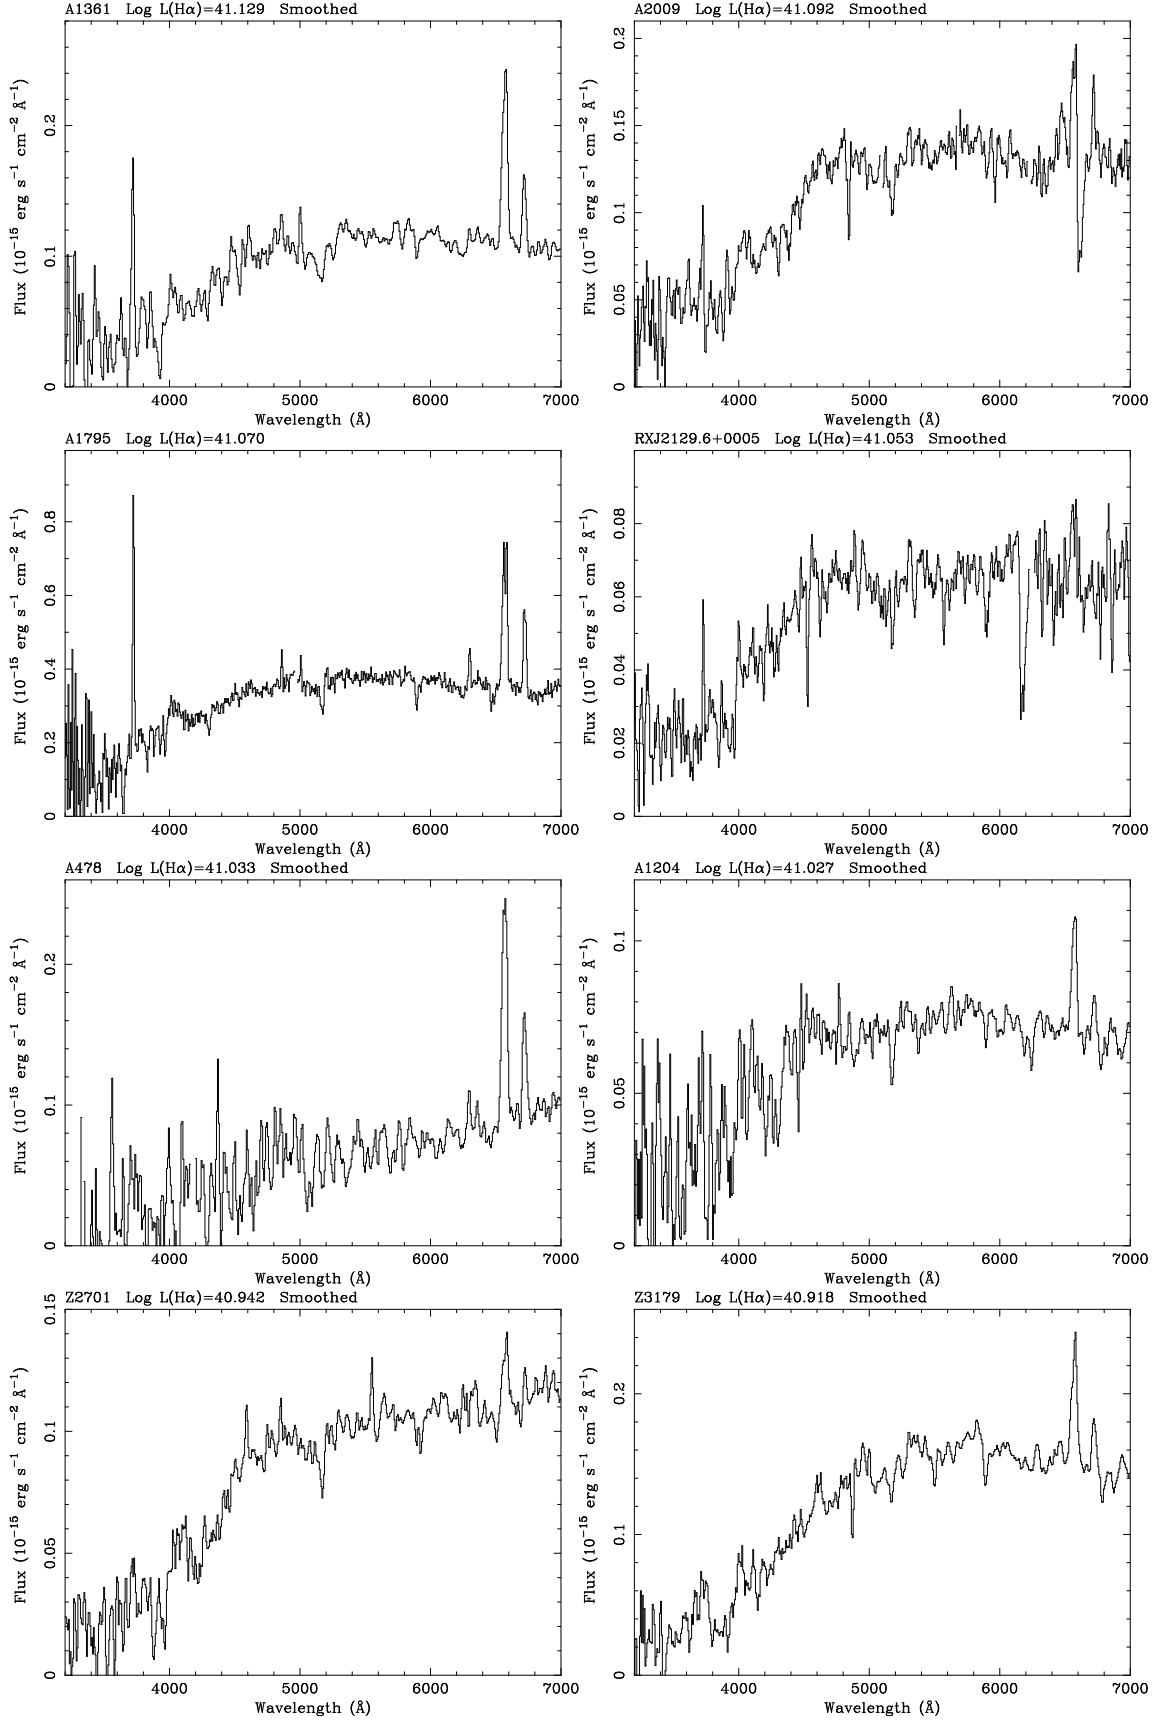 A1361 Log L(Hα)=41.129 Smoothed
Flux (10⁻¹⁵ erg s⁻¹ cm⁻² Å⁻¹)
0.2
0.1
0
4000 5000 6000 7000
Wavelength (Å)
A2009 Log L(Hα)=41.092 Smoothed
Flux (10⁻¹⁵ erg s⁻¹ cm⁻² Å⁻¹)
0.2
0.15
0.1
0.05
0
4000 5000 6000 7000
Wavelength (Å)
A1795 Log L(Hα)=41.070
Flux (10⁻¹⁵ erg s⁻¹ cm⁻² Å⁻¹)
0.8
0.6
0.4
0.2
0
4000 5000 6000 7000
Wavelength (Å)
RXJ2129.6+0005 Log L(Hα)=41.053 Smoothed
Flux (10⁻¹⁵ erg s⁻¹ cm⁻² Å⁻¹)
0.08
0.06
0.04
0.02
0
4000 5000 6000 7000
Wavelength (Å)
A478 Log L(Hα)=41.033 Smoothed
Flux (10⁻¹⁵ erg s⁻¹ cm⁻² Å⁻¹)
0.2
0.1
0
4000 5000 6000 7000
Wavelength (Å)
A1204 Log L(Hα)=41.027 Smoothed
Flux (10⁻¹⁵ erg s⁻¹ cm⁻² Å⁻¹)
0.1
0.05
0
4000 5000 6000 7000
Wavelength (Å)
Z2701 Log L(Hα)=40.942 Smoothed
Flux (10⁻¹⁵ erg s⁻¹ cm⁻² Å⁻¹)
0.15
0.1
0.05
0
4000 5000 6000 7000
Wavelength (Å)
Z3179 Log L(Hα)=40.918 Smoothed
Flux (10⁻¹⁵ erg s⁻¹ cm⁻² Å⁻¹)
0.2
0.1
0
4000 5000 6000 7000
Wavelength (Å)